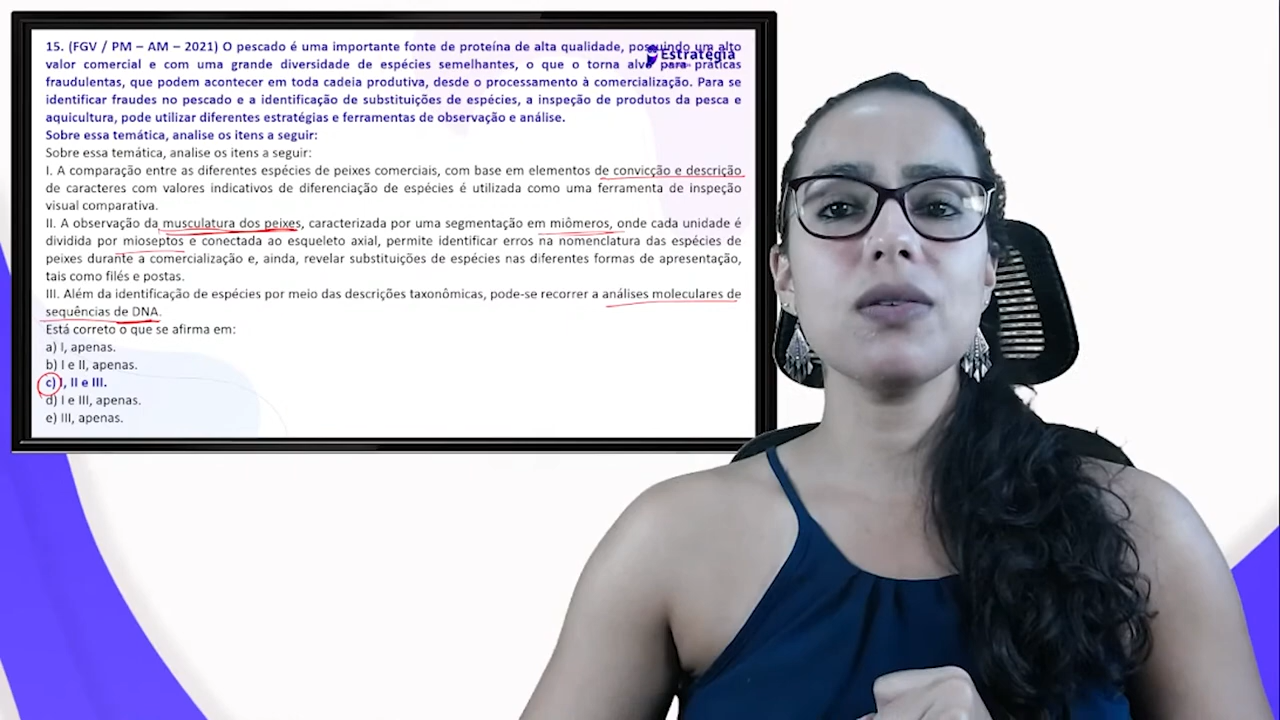 15. (FGV / PM – AM – 2021) O pescado é uma importante fonte de proteína de alta qualidade, possuindo um alto
Estratégia
valor comercial e com uma grande diversidade de espécies semelhantes, o que o torna alvo para práticas
fraudulentas, que podem acontecer em toda cadeia produtiva, desde o processamento à comercialização. Para se
identificar fraudes no pescado e a identificação de substituições de espécies, a inspeção de produtos da pesca e
aquicultura, pode utilizar diferentes estratégias e ferramentas de observação e análise.
Sobre essa temática, analise os itens a seguir:
Sobre essa temática, analise os itens a seguir:
I. A comparação entre as diferentes espécies de peixes comerciais, com base em elementos de convicção e descrição
de caracteres com valores indicativos de diferenciação de espécies é utilizada como uma ferramenta de inspeção
visual comparativa.
II. A observação da musculatura dos peixes, caracterizada por uma segmentação em miômeros, onde cada unidade é
dividida por mioseptos e conectada ao esqueleto axial, permite identificar erros na nomenclatura das espécies de
peixes durante a comercialização e, ainda, revelar substituições de espécies nas diferentes formas de apresentação,
tais como filés e postas.
III. Além da identificação de espécies por meio das descrições taxonômicas, pode-se recorrer a análises moleculares de
sequências de DNA.
Está correto o que se afirma em:
a) I, apenas.
b) I e II, apenas.
c) I, II e III.
d) I e III, apenas.
e) III, apenas.